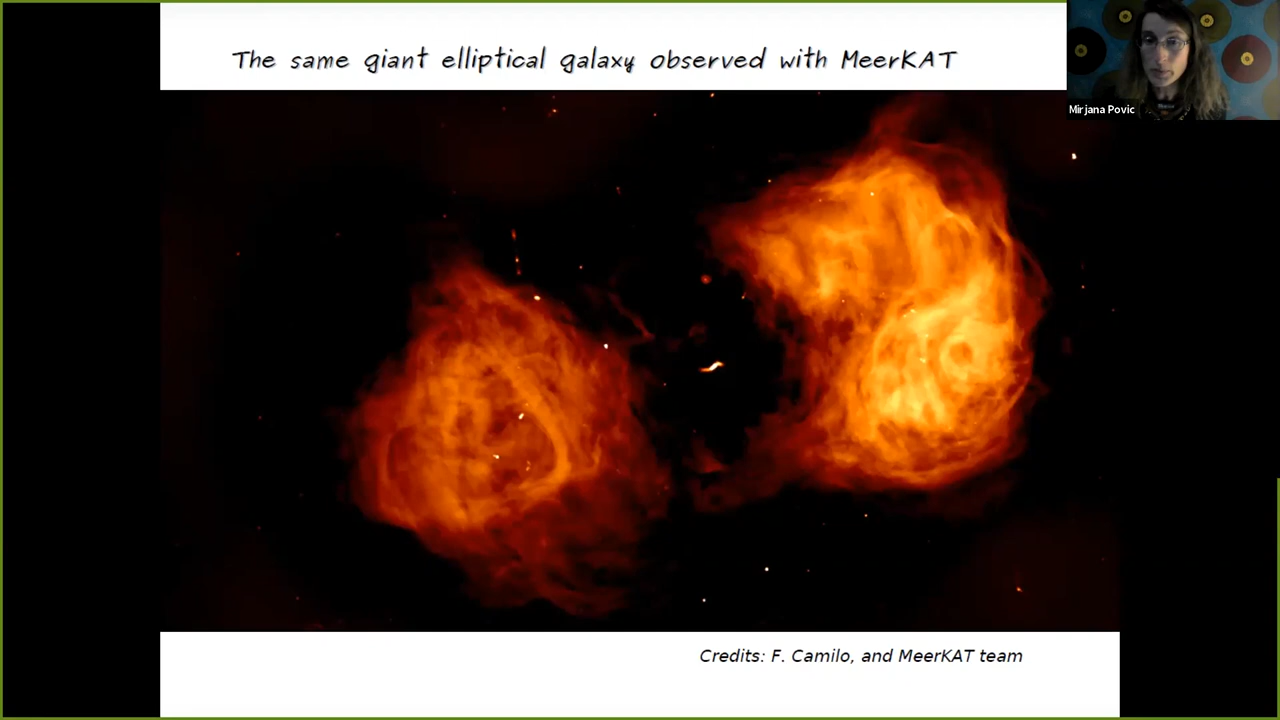 The same giant elliptical galaxy observed with MeerKAT
Mirjana Povic
Credits: F. Camilo, and MeerKAT team